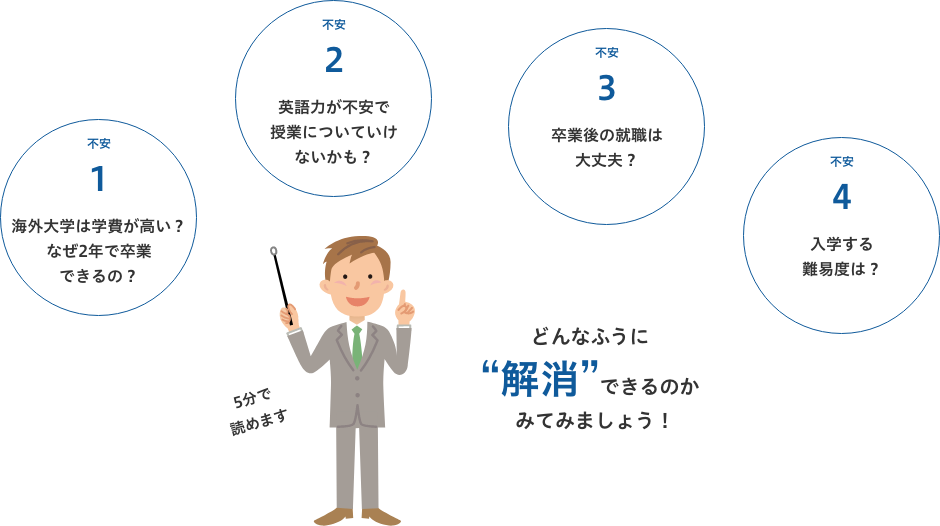 不安
1
海外大学は学費が高い？
なぜ2年で卒業
できるの？
不安
2
英語力が不安で
授業についていけ
ないかも？
不安
3
卒業後の就職は
大丈夫？
不安
4
入学する
難易度は？
5分で
読めます
どんなふうに
“解消”できるのか
みてみましょう！